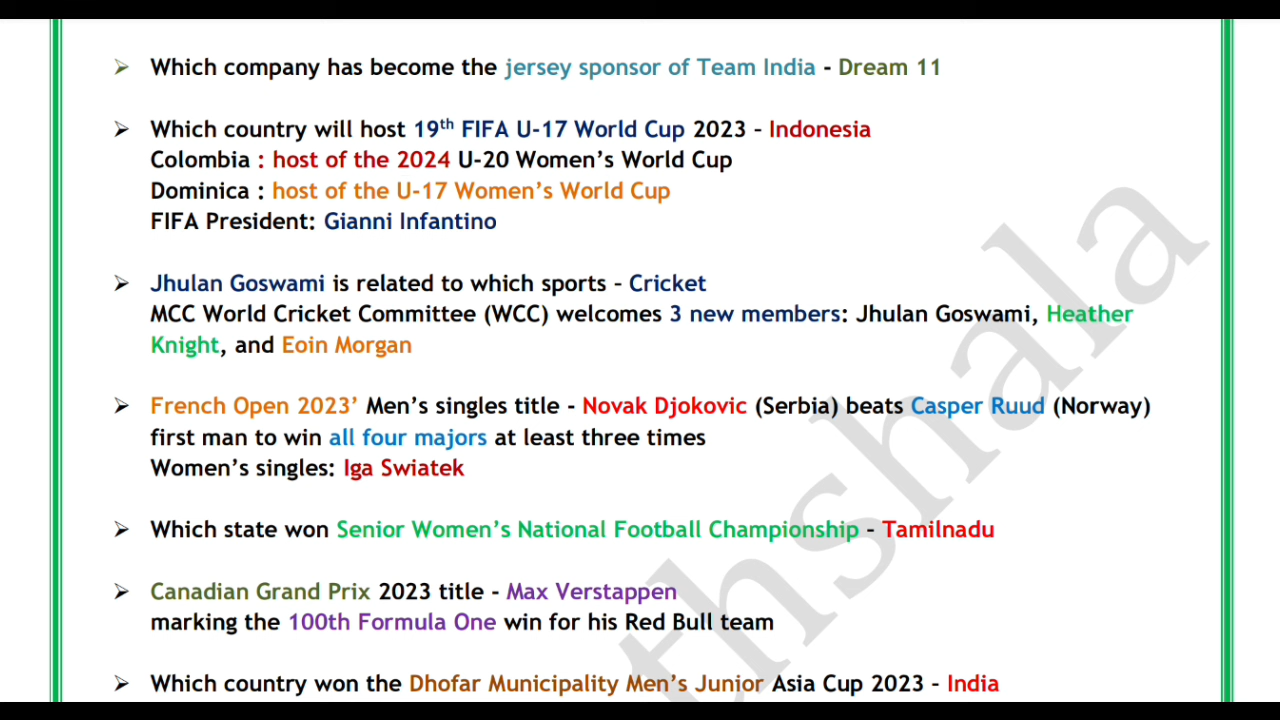 ➢ Which company has become the jersey sponsor of Team India - Dream 11
➢ Which country will host 19th FIFA U-17 World Cup 2023 – Indonesia
Colombia : host of the 2024 U-20 Women's World Cup
Dominica : host of the U-17 Women's World Cup
FIFA President: Gianni Infantino
➢ Jhulan Goswami is related to which sports – Cricket
MCC World Cricket Committee (WCC) welcomes 3 new members: Jhulan Goswami, Heather
Knight, and Eoin Morgan
➢ French Open 2023' Men's singles title - Novak Djokovic (Serbia) beats Casper Ruud (Norway)
first man to win all four majors at least three times
Women's singles: Iga Swiatek
➢ Which state won Senior Women's National Football Championship – Tamilnadu
➢ Canadian Grand Prix 2023 title - Max Verstappen
marking the 100th Formula One win for his Red Bull team
➢ Which country won the Dhofar Municipality Men's Junior Asia Cup 2023 – India
thshala